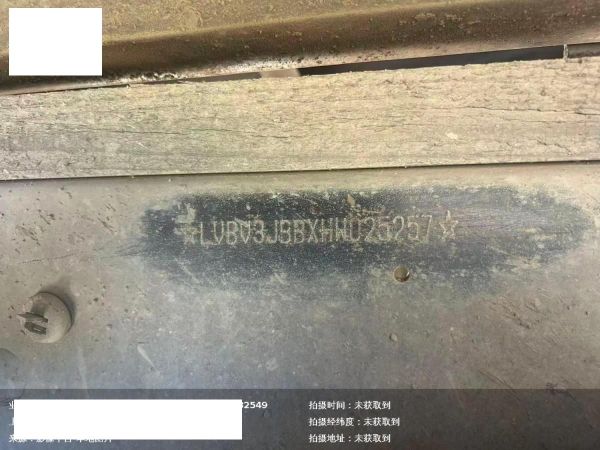 ☆LVBV3JBBXHW025257☆
2549
拍摄时间：未获取到
拍摄经纬度：未获取到
拍摄地址：未获取到